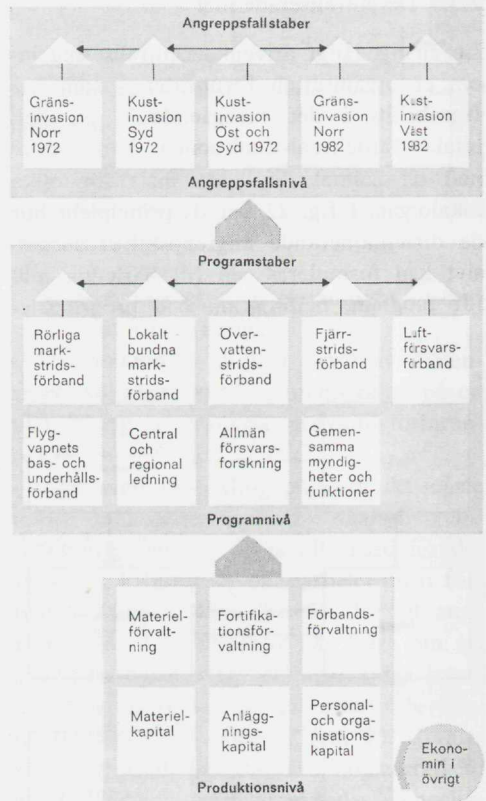 Angreppsfallstaber
Gräns-
invasion
Norr
1972
Kust-
invasion
Syd
1972
Kust-
invasion
Öst och
Syd 1972
Gräns-
invasion
Norr
1982
Kust-
invasion
Väst
1982
Angreppsfallsnivå
Programstaber
Rörliga
mark-
strids-
förband
Lokalt
bundna
mark-
strids-
förband
Över-
vatten-
strids-
förband
Fjärr-
strids-
förband
Luft-
försvars-
förband
Flyg-
vapnets
bas- och
underhålls-
förband
Central
och
regional
ledning
Allmän
försvars-
forskning
Gemen-
samma
myndig-
heter och
funktioner
Programnivå
Materiel-
förvalt-
ning
Fortifika-
tionsför-
valtning
Förbands-
förvaltning
Materiel-
kapital
Anlägg-
nings-
kapital
Personal-
och orga-
nisations-
kapital
Ekono-
min i
övrigt
Produktionsnivå